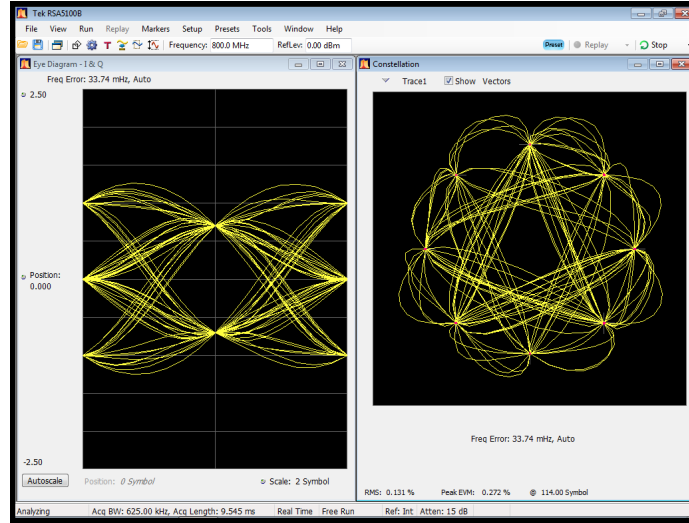 Tek RSA5100B
File View Run Replay Markers Setup Presets Tools Window Help
T Frequency: 800.0 MHz RefLev: 0.00 dBm Preset Replay Stop
Eye Diagram - I & Q
Freq Error: 33.74 mHz, Auto
2.50
Position:
0.000
-2.50
Autoscale Position: 0 Symbol Scale: 2 Symbol
Constellation
Trace1 Show Vectors
Freq Error: 33.74 mHz, Auto
RMS: 0.131 % Peak EVM: 0.272 % @ 114.00 Symbol
Analyzing Acq BW: 625.00 kHz, Acq Length: 9.545 ms Real Time Free Run Ref: Int Atten: 15 dB